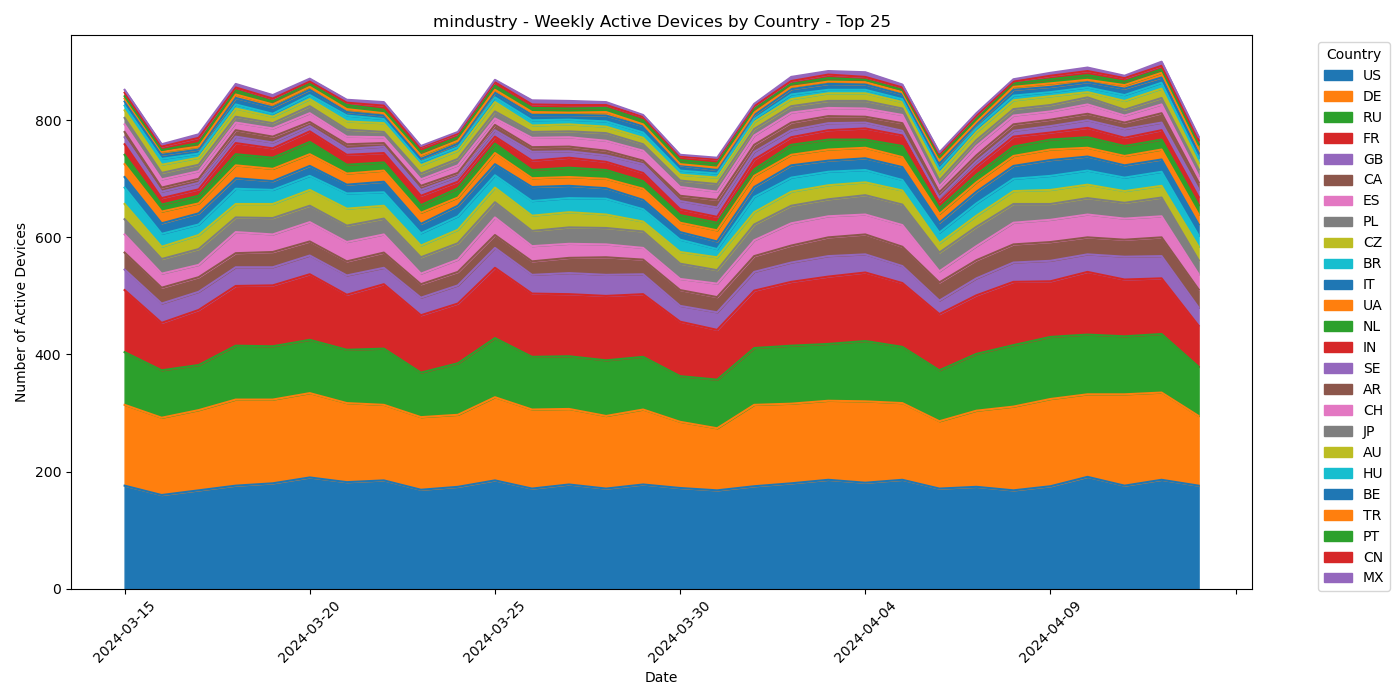 mindustry - Weekly Active Devices by Country - Top 25
Number of Active Devices
800
600
400
200
0
2024-03-15
2024-03-20
2024-03-25
2024-03-30
2024-04-04
2024-04-09
Date
Country
US
DE
RU
FR
GB
CA
ES
PL
CZ
BR
IT
UA
NL
IN
SE
AR
CH
JP
AU
HU
BE
TR
PT
CN
MX